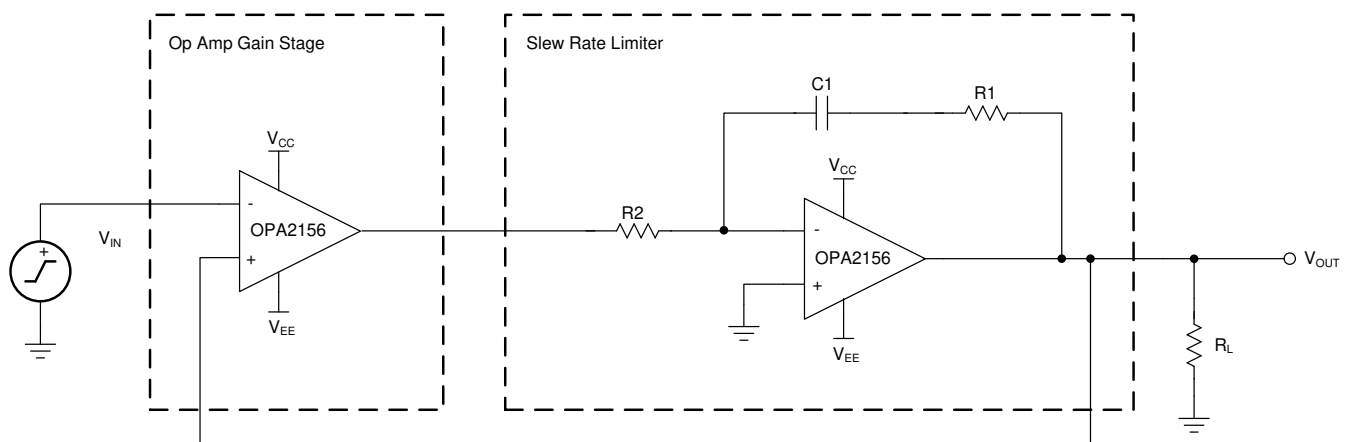 Op Amp Gain Stage
Slew Rate Limiter
C1
R1
VCC
VCC
R2
-
OPA2156
+
VEE
VIN
+
-
OPA2156
+
VEE
VOUT
RL